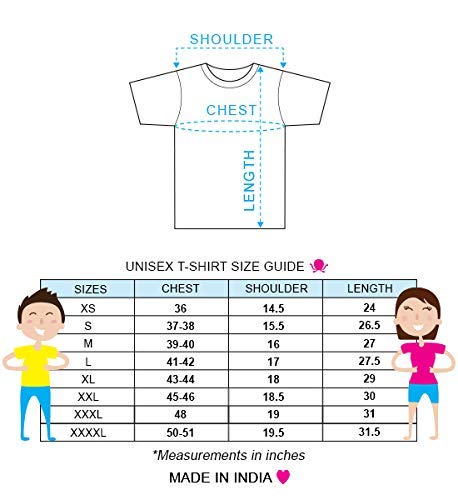 SHOULDER
CHEST
LENGTH
UNISEX T-SHIRT SIZE GUIDE
SIZES CHEST SHOULDER LENGTH
XS 36 14.5 24
S 37-38 15.5 26.5
M 39-40 16 27
L 41-42 17 27.5
XL 43-44 18 29
XXL 45-46 18.5 30
XXXL 48 19 31
XXXXL 50-51 19.5 31.5
*Measurements in inches
MADE IN INDIA